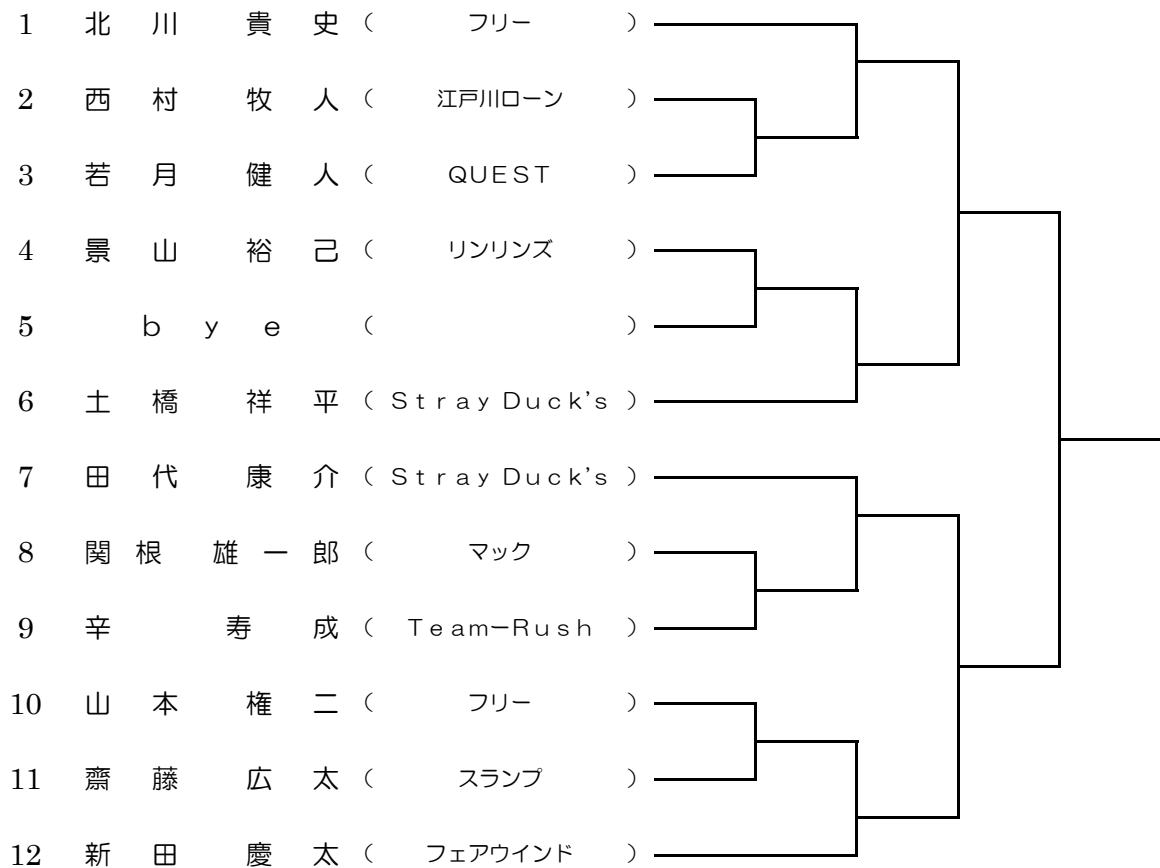 1 北川 貴史 ( フリー )
2 西村 牧人 ( 江戸川ローン )
3 若月 健人 ( QUEST )
4 景山 裕己 ( リンリンズ )
5 bye ( )
6 土橋 祥平 ( Stray Duck's )
7 田代 康介 ( Stray Duck's )
8 関根 雄一郎 ( マック )
9 辛 寿成 ( Team−Rush )
10 山本 権二 ( フリー )
11 齋藤 広太 ( スランプ )
12 新田 慶太 ( フェアウインド )